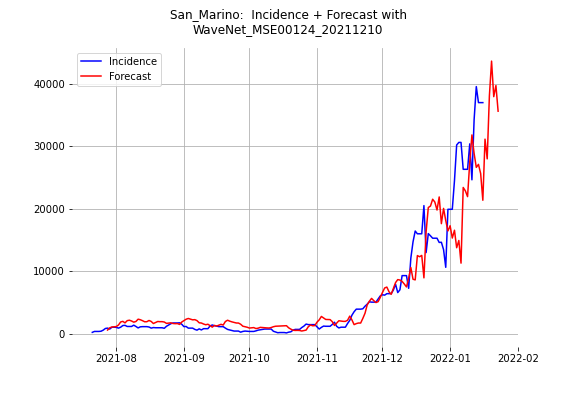 San_Marino:  Incidence + Forecast with
WaveNet_MSE00124_20211210
Incidence
Forecast
40000
30000
20000
10000
0
2021-08 2021-09 2021-10 2021-11 2021-12 2022-01 2022-02